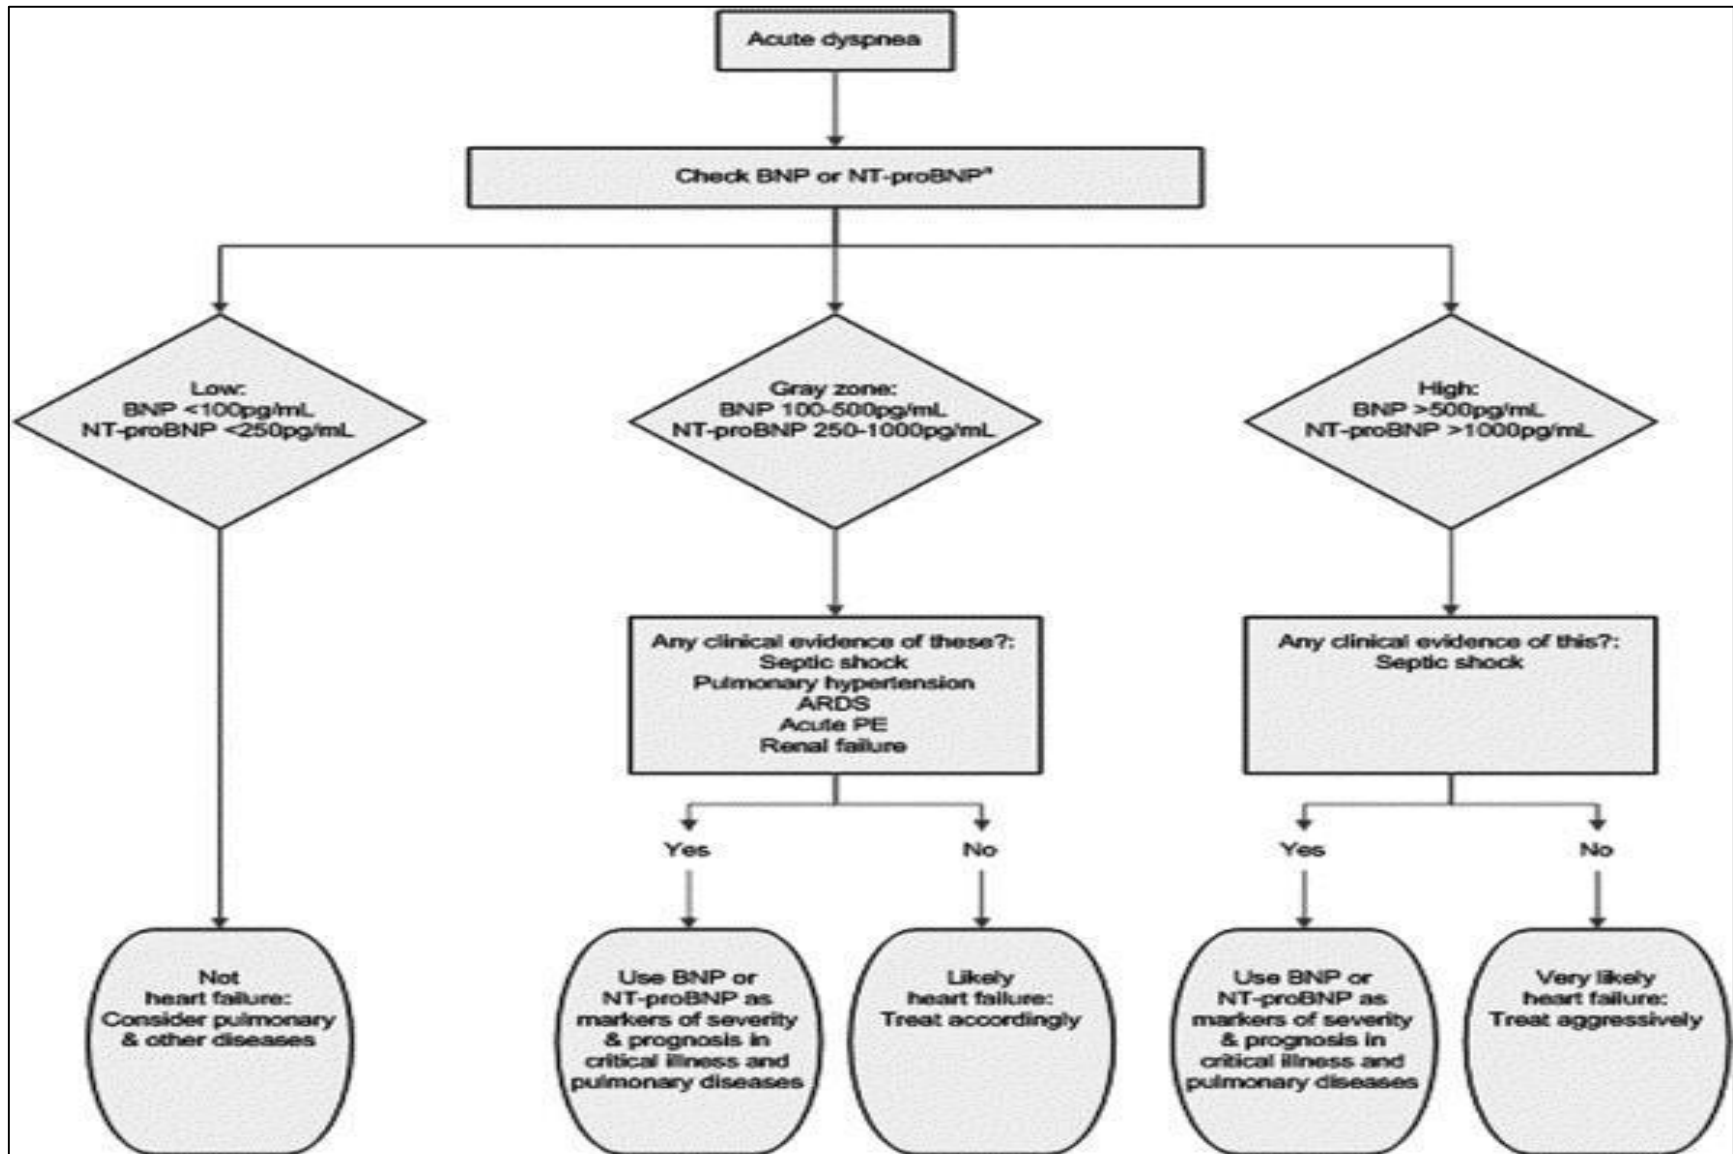 Acute dyspnea
Check BNP or NT-proBNPª
Low:
BNP <100pg/mL
NT-proBNP <250pg/mL
Gray zone:
BNP 100-500pg/mL
NT-proBNP 250-1000pg/mL
High:
BNP >500pg/mL
NT-proBNP >1000pg/mL
Any clinical evidence of these?:
Septic shock
Pulmonary hypertension
ARDS
Acute PE
Renal failure
Any clinical evidence of this?:
Septic shock
Yes
No
Yes
No
Not
heart failure:
Consider pulmonary
& other diseases
Use BNP or
NT-proBNP as
markers of severity
& prognosis in
critical illness and
pulmonary diseases
Likely
heart failure:
Treat accordingly
Use BNP or
NT-proBNP as
markers of severity
& prognosis in
critical illness and
pulmonary diseases
Very likely
heart failure:
Treat aggressively